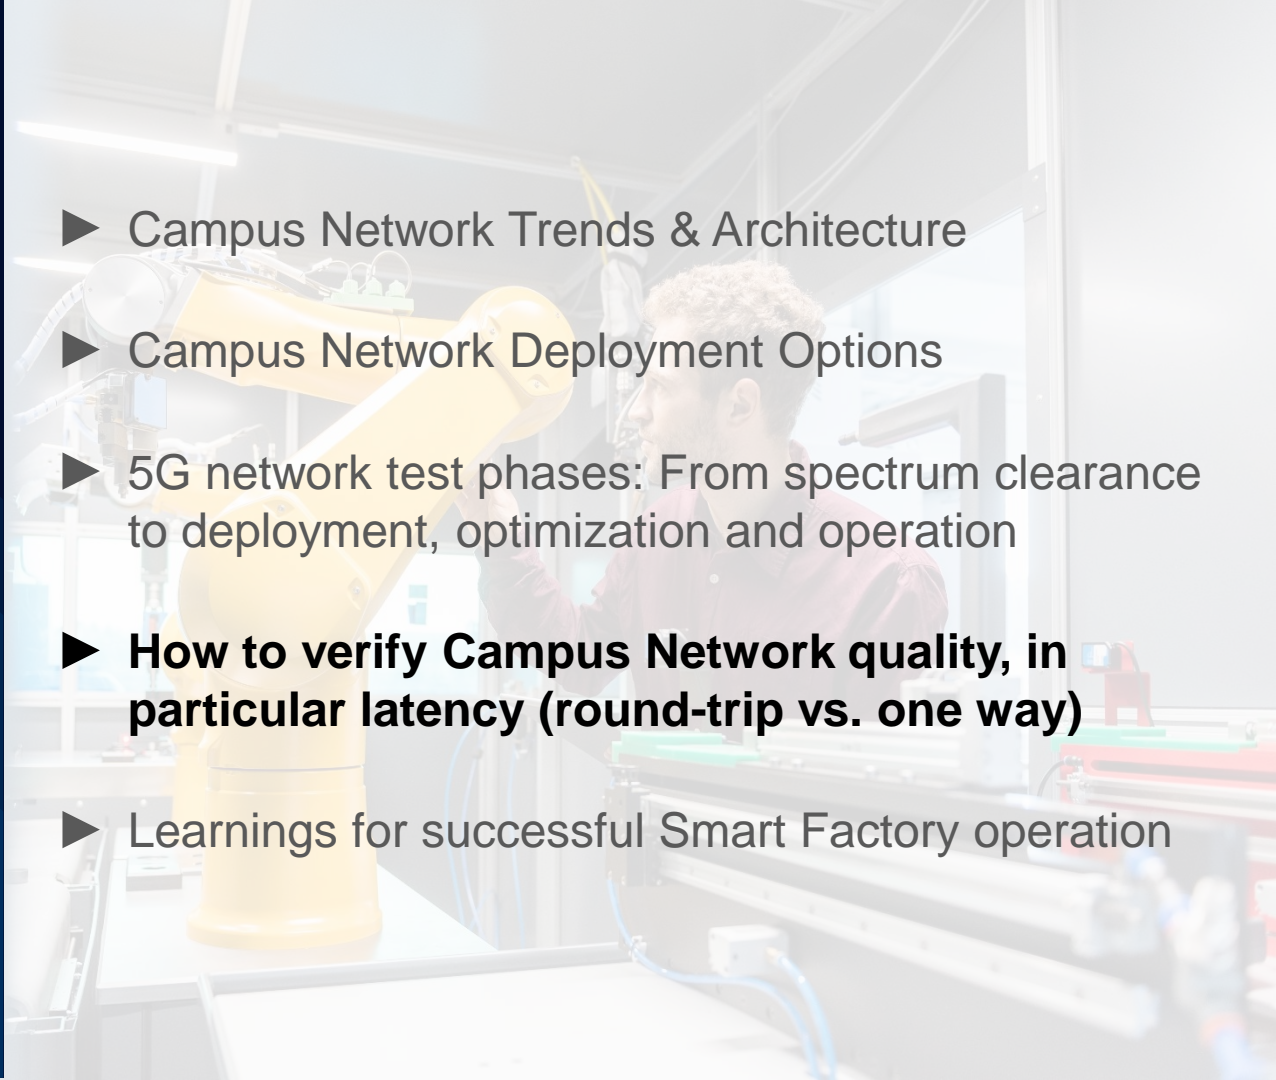 ► Campus Network Trends & Architecture
► Campus Network Deployment Options
► 5G network test phases: From spectrum clearance
to deployment, optimization and operation
► How to verify Campus Network quality, in
particular latency (round-trip vs. one way)
► Learnings for successful Smart Factory operation